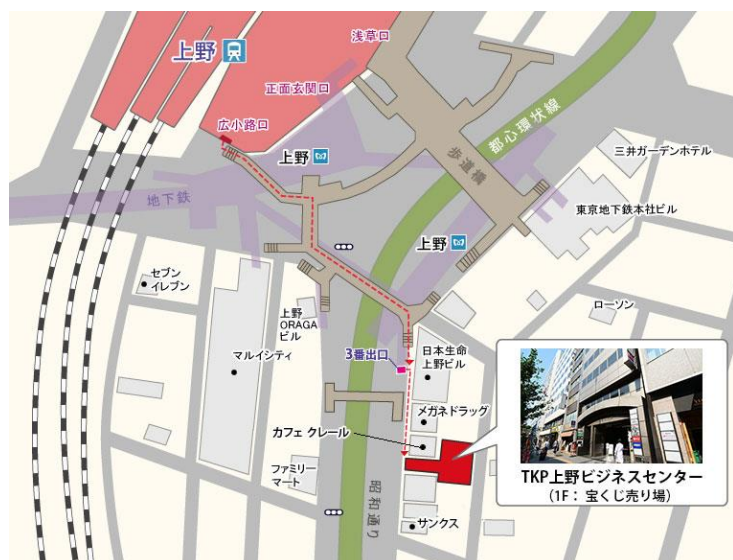 上野
浅草口
正面玄関口
広小路口
上野
都心環状線
歩道橋
三井ガーデンホテル
東京地下鉄本社ビル
地下鉄
上野
セブン
イレブン
上野
ORAGA
ビル
マルイシティ
ローソン
3番出口
日本生命
上野ビル
メガネドラッグ
カフェ クレール
ファミリー
マート
昭和通り
サンクス
TKP上野ビジネスセンター
(1F： 宝くじ売り場)